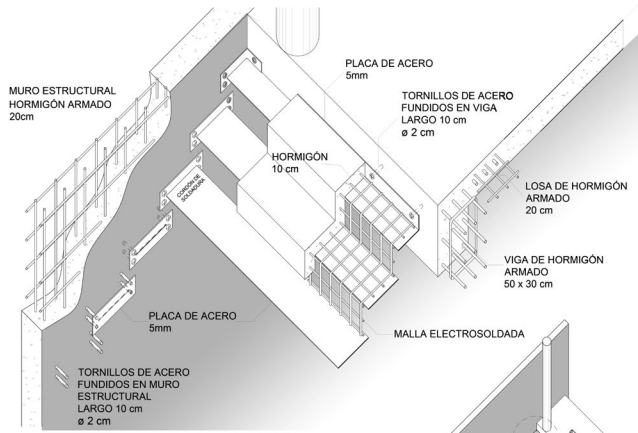 PLACA DE ACERO
5mm
MURO ESTRUCTURAL
HORMIGÓN ARMADO
20cm
TORNILLOS DE ACERO
FUNDIDOS EN VIGA
LARGO 10 cm
ø 2 cm
HORMIGÓN
10 cm
CORDÓN DE
SOLDADURA
LOSA DE HORMIGÓN
ARMADO
20 cm
VIGA DE HORMIGÓN
ARMADO
50 x 30 cm
PLACA DE ACERO
5mm
MALLA ELECTROSOLDADA
TORNILLOS DE ACERO
FUNDIDOS EN MURO
ESTRUCTURAL
LARGO 10 cm
ø 2 cm